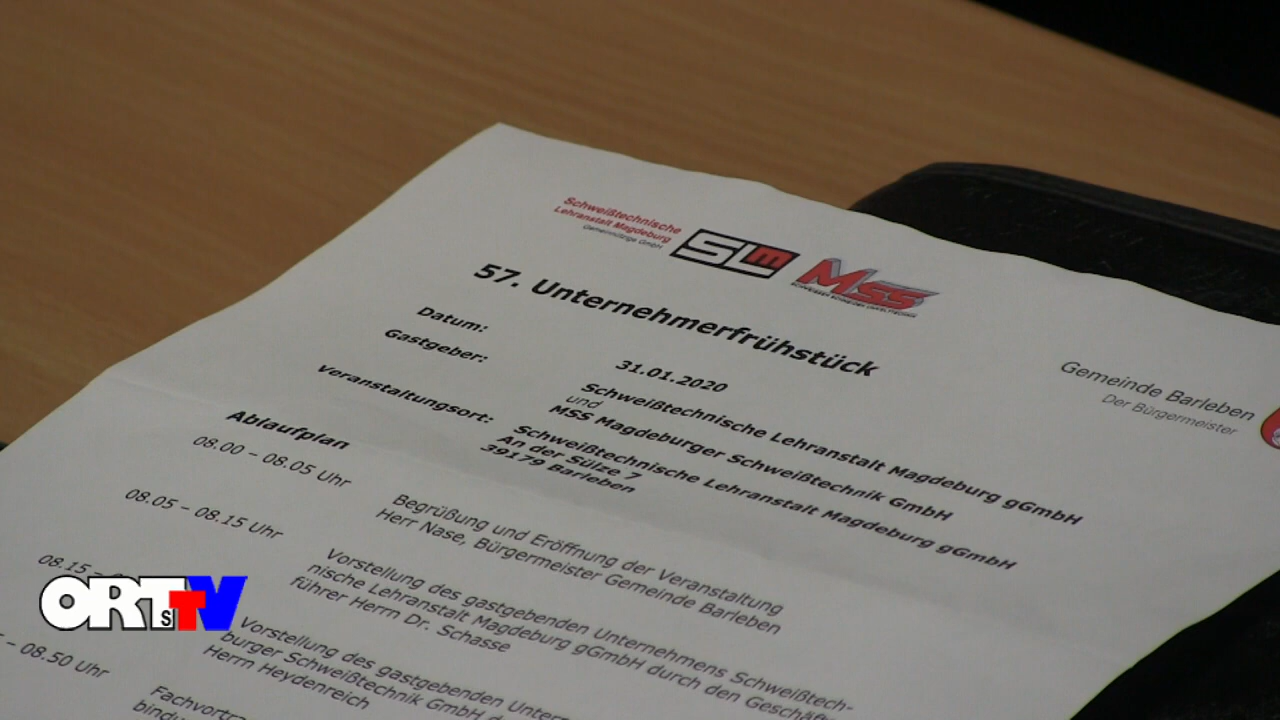 Schweißtechnische
Lehranstalt Magdeburg
Gemeinnützige GmbH
SLm
MSS
57. Unternehmerfrühstück
Gemeinde Barleben
Der Bürgermeister
Datum: 31.01.2020
Gastgeber: Schweißtechnische Lehranstalt Magdeburg gGmbH
und
MSS Magdeburger Schweißtechnik GmbH
Veranstaltungsort: Schweißtechnische Lehranstalt Magdeburg gGmbH
An der Sülze 7
39179 Barleben
Ablaufplan
08.00 – 08.05 Uhr Begrüßung und Eröffnung der Veranstaltung
Herr Nase, Bürgermeister Gemeinde Barleben
08.05 – 08.15 Uhr Vorstellung des gastgebenden Unternehmens Schweißtech-
nische Lehranstalt Magdeburg gGmbH durch den Geschäfts
führer Herrn Dr. Schasse
08.15 – Vorstellung des gastgebenden
burger Schweißtechnik GmbH
Herrn Heydenreich
– 08.50 Uhr
ORTS TV